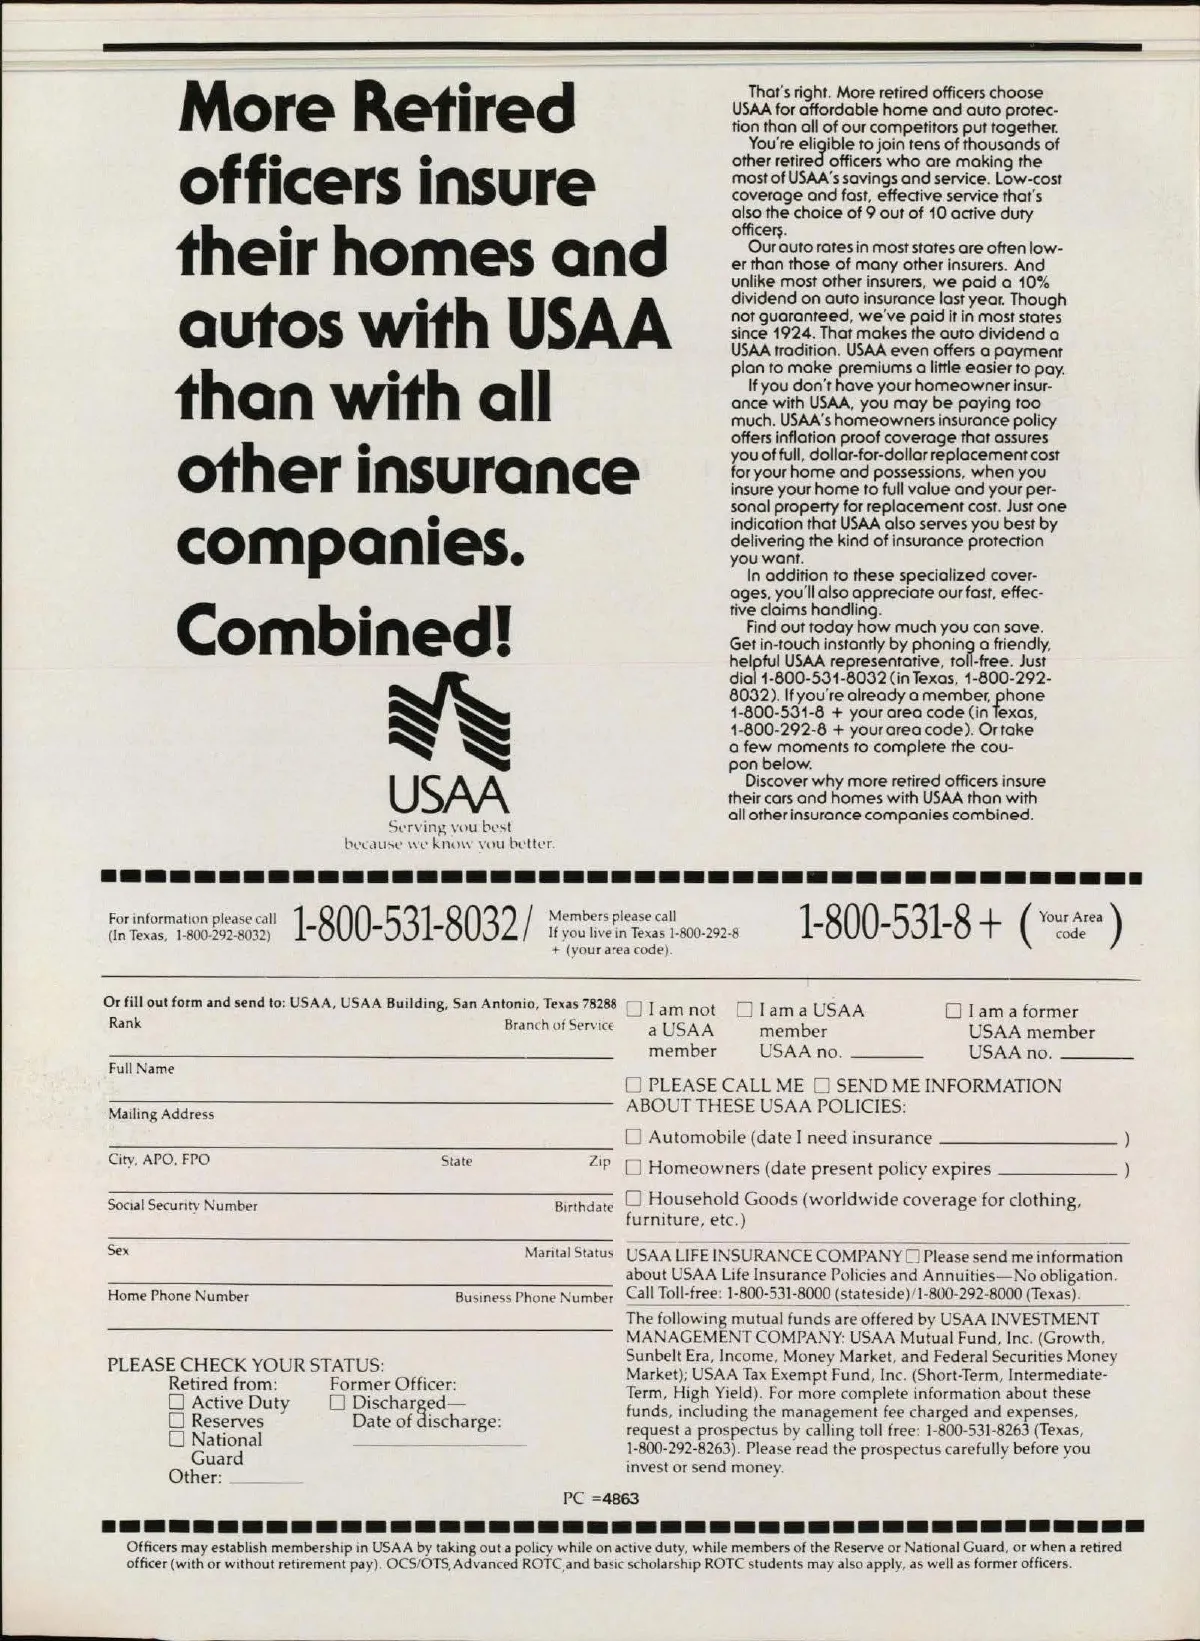 More Retired
officers insure
their homes and
autos with USAA
than with all
other insurance
companies.
Combined!
USAA
Serving you best
because we know you better.
That's right. More retired officers choose
USAA for affordable home and auto protec-
tion than all of our competitors put together.
You're eligible to join tens of thousands of
other retired officers who are making the
most of USAA's savings and service. Low-cost
coverage and fast, effective service that's
also the choice of 9 out of 10 active duty
officers.
Our auto rates in most states are often low-
er than those of many other insurers. And
unlike most other insurers, we paid a 10%
dividend on auto insurance last year. Though
not guaranteed, we've paid it in most states
since 1924. That makes the auto dividend a
USAA tradition. USAA even offers a payment
plan to make premiums a little easier to pay.
If you don't have your homeowner insur-
ance with USAA, you may be paying too
much. USAA's homeowners insurance policy
offers inflation proof coverage that assures
you of full, dollar-for-dollar replacement cost
for your home and possessions, when you
insure your home to full value and your per-
sonal property for replacement cost. Just one
indication that USAA also serves you best by
delivering the kind of insurance protection
you want.
In addition to these specialized cover-
ages, you'll also appreciate our fast, effec-
tive claims handling.
Find out today how much you can save.
Get in-touch instantly by phoning a friendly,
helpful USAA representative, toll-free. Just
dial 1-800-531-8032 (in Texas, 1-800-292-
8032). If you're already a member, phone
1-800-531-8 + your area code (in Texas,
1-800-292-8 + your area code). Or take
a few moments to complete the cou-
pon below.
Discover why more retired officers insure
their cars and homes with USAA than with
all other insurance companies combined.
For information please call
(In Texas, 1-800-292-8032)
1-800-531-8032/
Members please call
If you live in Texas 1-800-292-8
+ (your area code).
1-800-531-8+ (Your Area code)
Or fill out form and send to: USAA, USAA Building, San Antonio, Texas 78288
Rank Branch of Service
Full Name
Mailing Address
City, APO, FPO State Zip
Social Security Number Birthdate
Sex Marital Status
Home Phone Number Business Phone Number
PLEASE CHECK YOUR STATUS:
Retired from: Former Officer:
Active Duty Discharged—
Reserves Date of discharge:
National
Guard
Other:
I am not
a USAA
member
I am a USAA
member
USAA no.
I am a former
USAA member
USAA no.
PLEASE CALL ME SEND ME INFORMATION
ABOUT THESE USAA POLICIES:
Automobile (date I need insurance )
Homeowners (date present policy expires )
Household Goods (worldwide coverage for clothing,
furniture, etc.)
USAA LIFE INSURANCE COMPANY Please send me information
about USAA Life Insurance Policies and Annuities—No obligation.
Call Toll-free: 1-800-531-8000 (stateside)/1-800-292-8000 (Texas).
The following mutual funds are offered by USAA INVESTMENT
MANAGEMENT COMPANY: USAA Mutual Fund, Inc. (Growth,
Sunbelt Era, Income, Money Market, and Federal Securities Money
Market); USAA Tax Exempt Fund, Inc. (Short-Term, Intermediate-
Term, High Yield). For more complete information about these
funds, including the management fee charged and expenses,
request a prospectus by calling toll free: 1-800-531-8263 (Texas,
1-800-292-8263). Please read the prospectus carefully before you
invest or send money.
PC =4863
Officers may establish membership in USAA by taking out a policy while on active duty, while members of the Reserve or National Guard, or when a retired
officer (with or without retirement pay). OCS/OTS, Advanced ROTC, and basic scholarship ROTC students may also apply, as well as former officers.